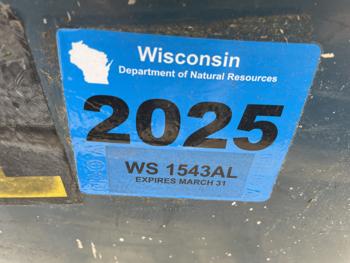 Wisconsin
Department of Natural Resources
2025
WS 1543AL
EXPIRES MARCH 31